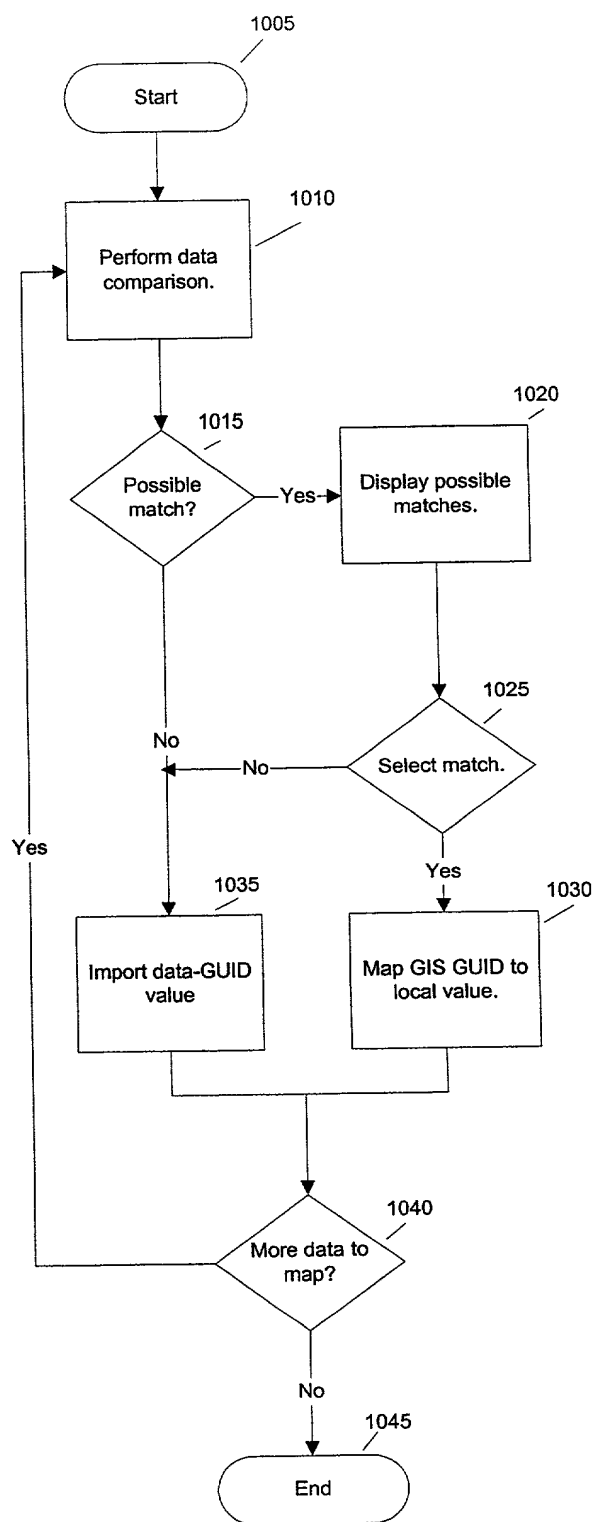 1005
Start
1010
Perform data
comparison.
1015
Possible
match?
Yes
1020
Display possible
matches.
1025
Select match.
No
No
Yes
Yes
1035
Import data-GUID
value
1030
Map GIS GUID to
local value.
1040
More data to
map?
No
1045
End